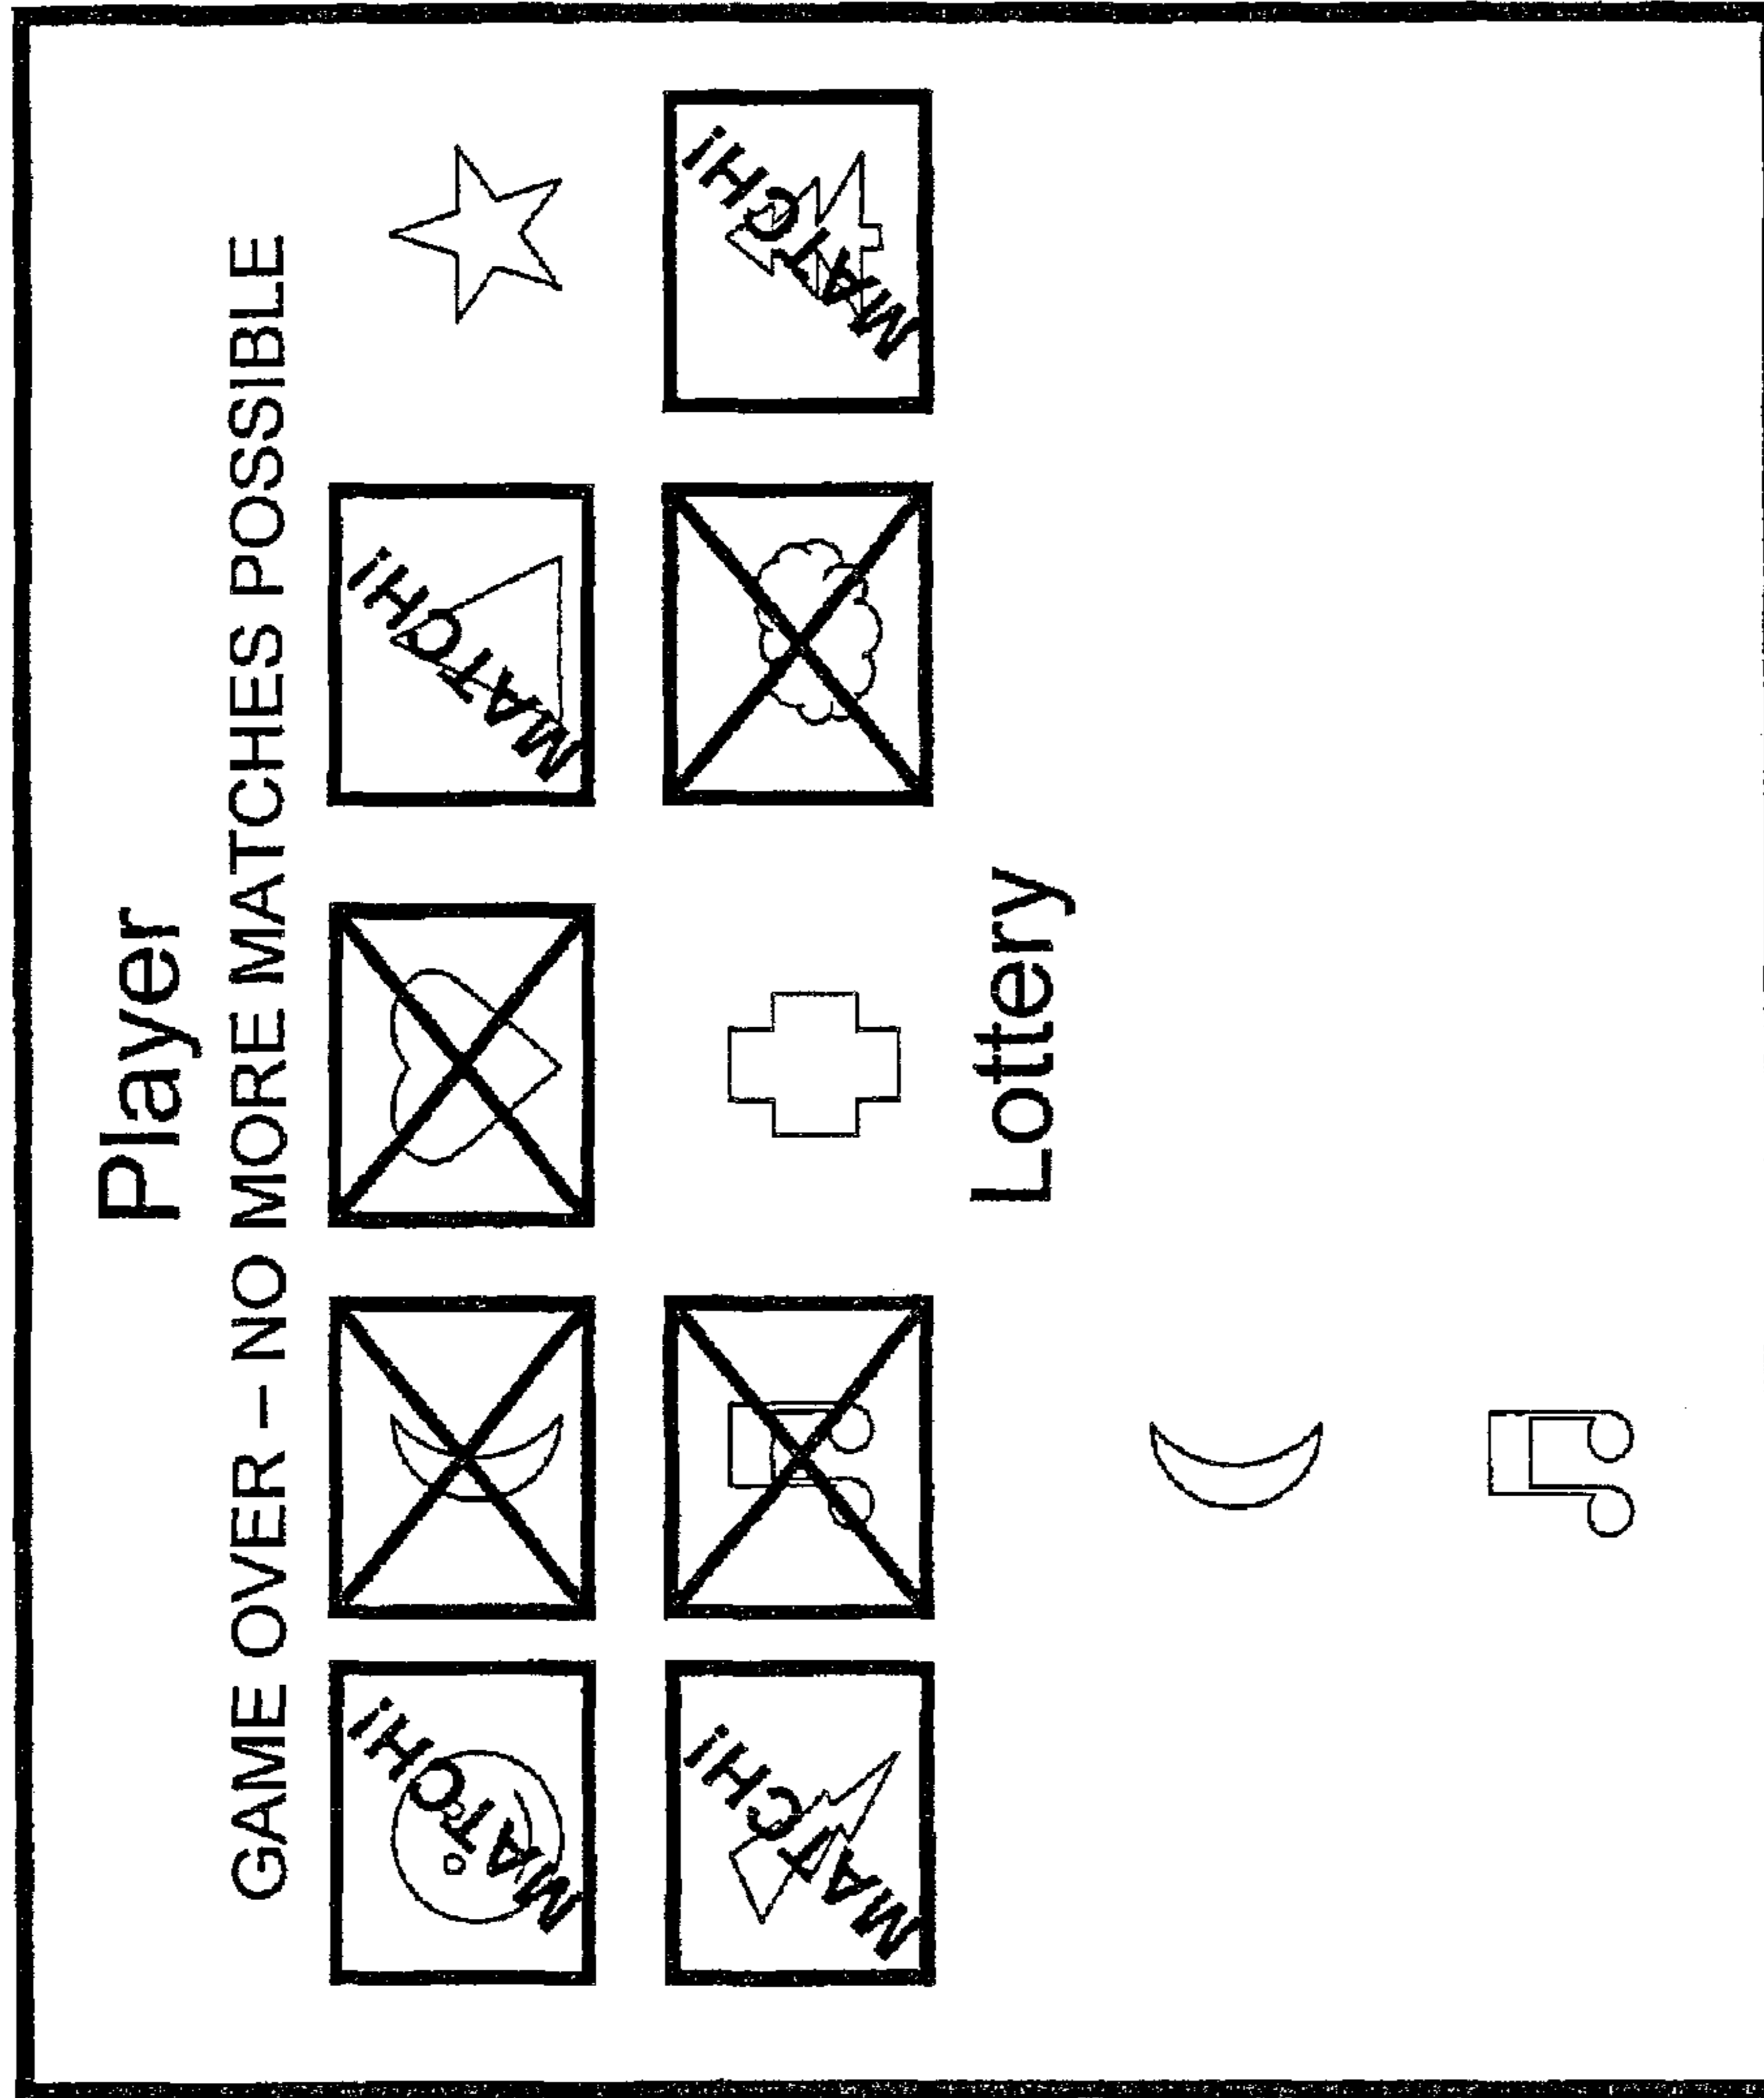 Player
GAME OVER – NO MORE MATCHES POSSIBLE
MATCH!
MATCH!
MATCH!
MATCH!
Lottery